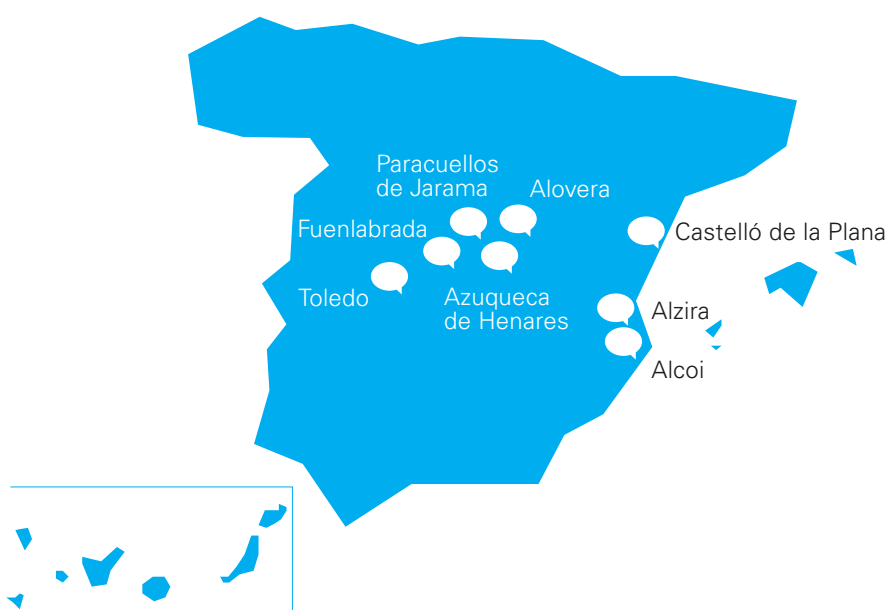 Paracuellos
de Jarama
Alovera
Fuenlabrada
Castelló de la Plana
Toledo
Azuqueca
de Henares
Alzira
Alcoi